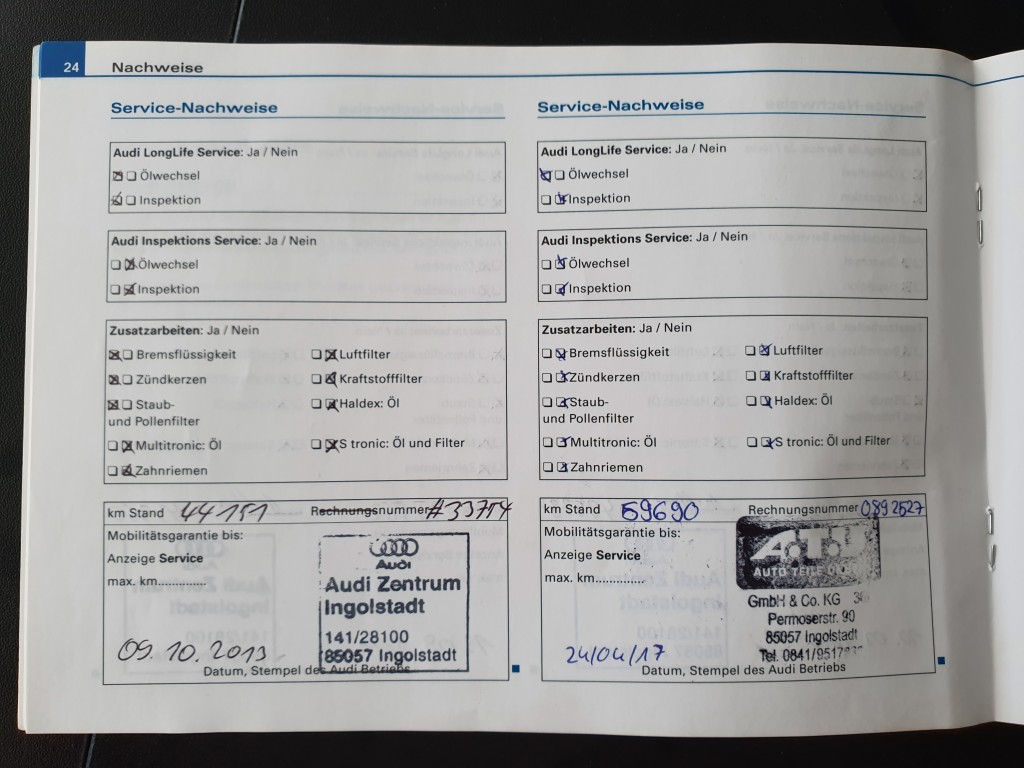 24 Nachweise
Service-Nachweise
Audi LongLife Service: Ja / Nein
Ölwechsel
Inspektion
Audi Inspektions Service: Ja / Nein
Ölwechsel
Inspektion
Zusatzarbeiten: Ja / Nein
Bremsflüssigkeit Luftfilter
Zündkerzen Kraftstofffilter
Staub- Haldex: Öl
und Pollenfilter
Multitronic: Öl S tronic: Öl und Filter
Zahnriemen
km Stand 44151 Rechnungsnummer
Mobilitätsgarantie bis:
Anzeige Service
max. km..............
Audi
Audi Zentrum
Ingolstadt
141/28100
85057 Ingolstadt
09.10.2013
Datum, Stempel des Audi Betriebs
Service-Nachweise
Audi LongLife Service: Ja / Nein
Ölwechsel
Inspektion
Audi Inspektions Service: Ja / Nein
Ölwechsel
Inspektion
Zusatzarbeiten: Ja / Nein
Bremsflüssigkeit Luftfilter
Zündkerzen Kraftstofffilter
Staub- Haldex: Öl
und Pollenfilter
Multitronic: Öl S tronic: Öl und Filter
Zahnriemen
km Stand 59690 Rechnungsnummer 0892527
Mobilitätsgarantie bis:
Anzeige Service
max. km..............
A.T.U
AUTO TEILE
GmbH & Co. KG
Permoserstr. 90
85057 Ingolstadt
Tel.
24/04/17
Datum, Stempel des Audi Betriebs